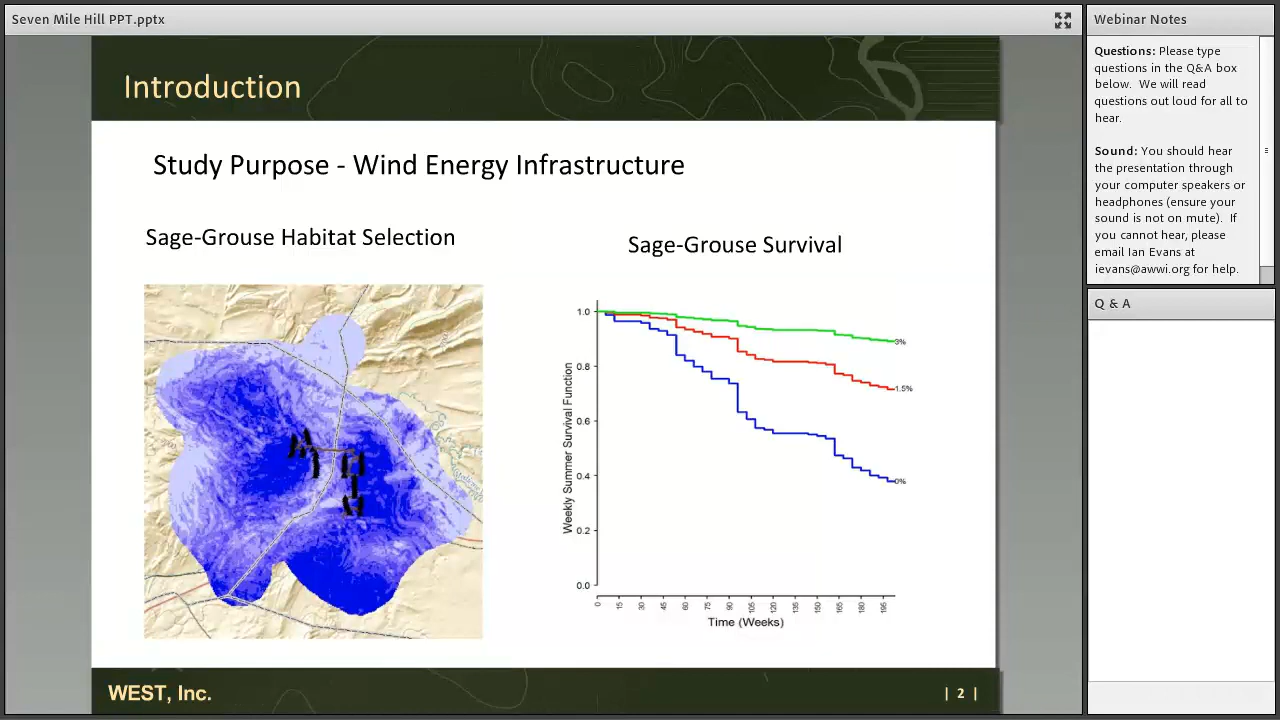 Seven Mile Hill PPT.pptx
Introduction
Study Purpose - Wind Energy Infrastructure
Sage-Grouse Habitat Selection
Sage-Grouse Survival
Weekly Summer Survival Function
1.0
0.8
0.6
0.4
0.2
0.0
3%
1.5%
0%
0 15 30 45 60 75 90 105 120 135 150 165 180 195
Time (Weeks)
WEST, Inc.
| 2 |
Webinar Notes
Questions: Please type
questions in the Q&A box
below. We will read
questions out loud for all to
hear.
Sound: You should hear
the presentation through
your computer speakers or
headphones (ensure your
sound is not on mute). If
you cannot hear, please
email Ian Evans at
ievans@awwi.org for help.
Q & A